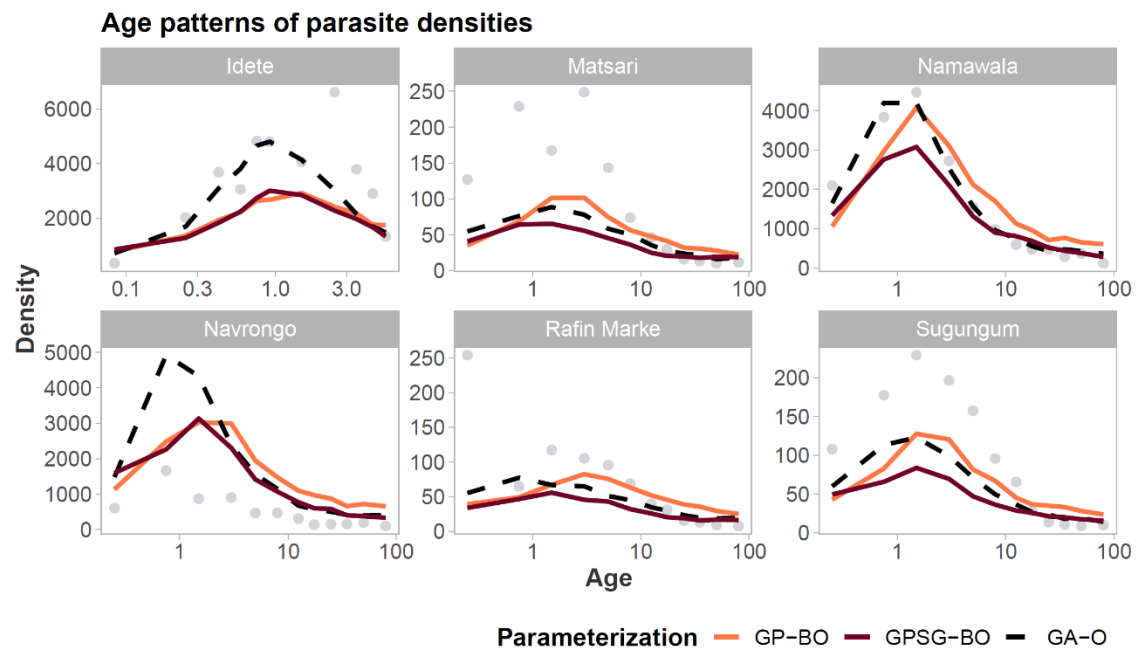 Age patterns of parasite densities
Idete Matsari Namawala
6000 4000 2000
250 200 150 100 50 0
4000 3000 2000 1000 0
0.1 0.3 1.0 3.0 1 10 100 1 10 100
Density
Navrongo Rafin Marke Sugungum
5000 4000 3000 2000 1000 0
250 200 150 100 50 0
200 150 100 50 0
1 10 100 1 10 100 1 10 100
Age
Parameterization GP−BO GPSG−BO GA−O